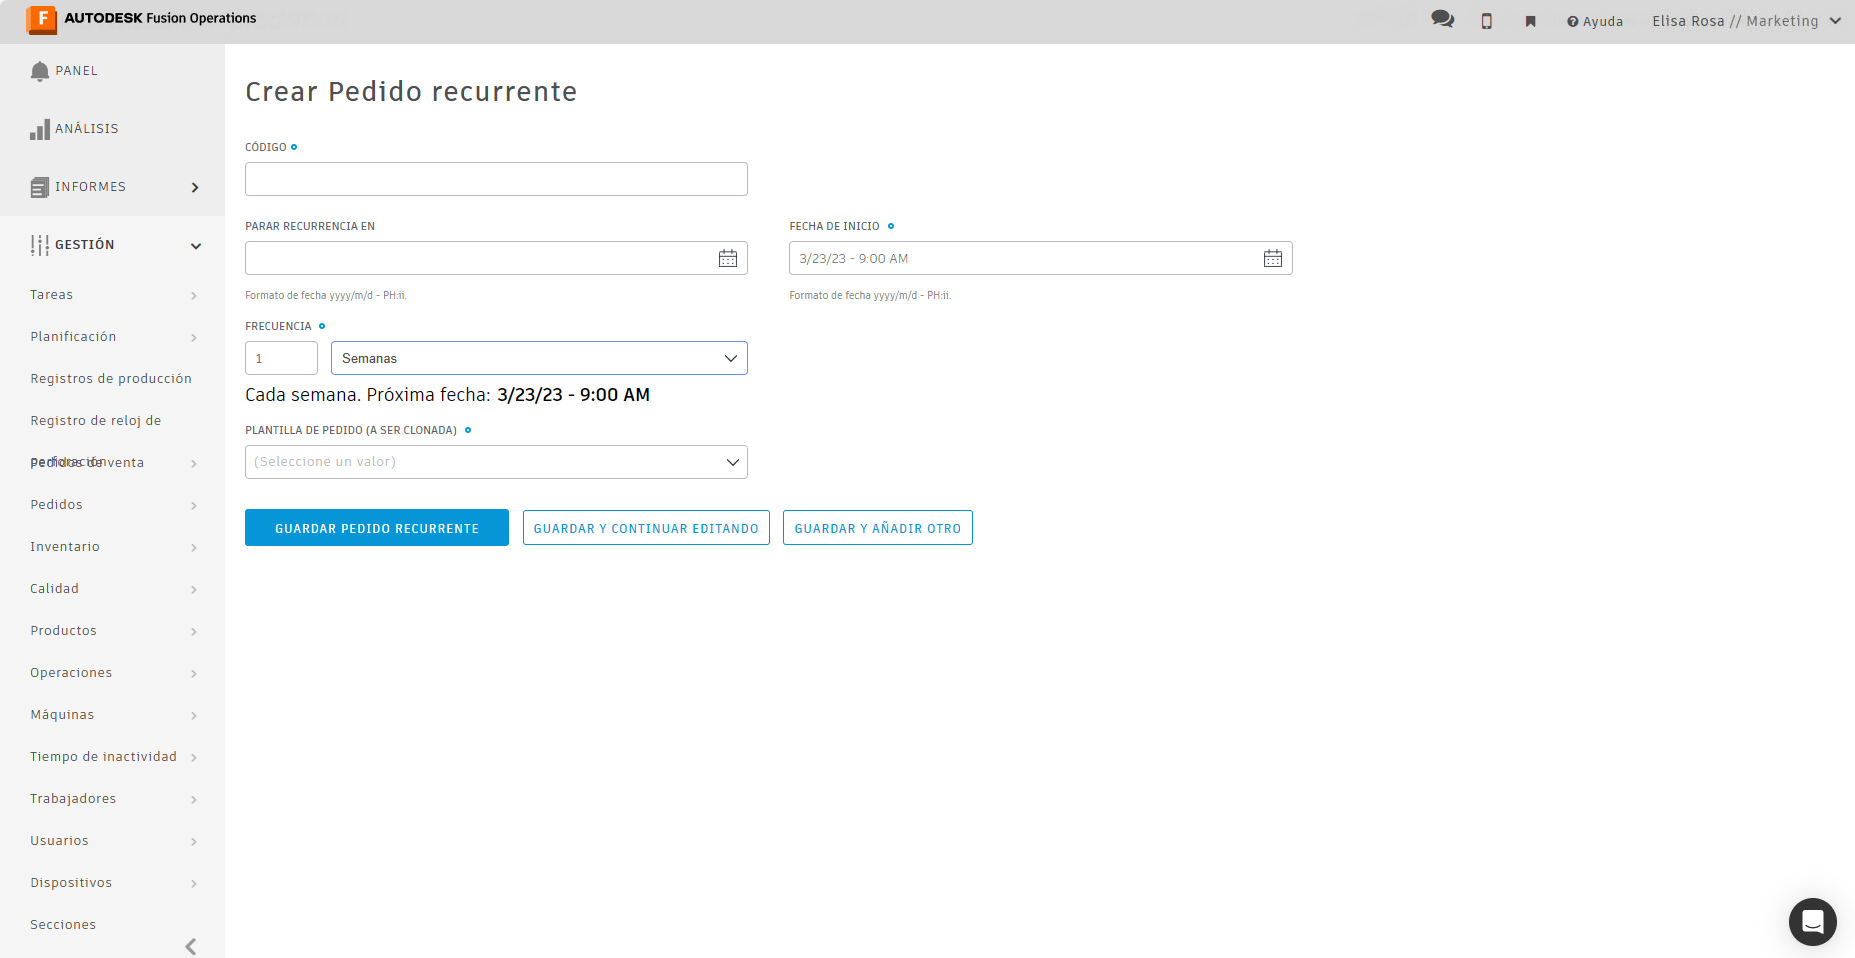 F AUTODESK Fusion Operations
Ayuda
Elisa Rosa // Marketing
PANEL
ANÁLISIS
INFORMES
GESTIÓN
Tareas
Planificación
Registros de producción
Registro de reloj de
perforación
Pedidos de venta
Pedidos
Inventario
Calidad
Productos
Operaciones
Máquinas
Tiempo de inactividad
Trabajadores
Usuarios
Dispositivos
Secciones
Crear Pedido recurrente
CÓDIGO
PARAR RECURRENCIA EN
FECHA DE INICIO
3/23/23 - 9:00 AM
Formato de fecha yyyy/m/d - PH:ii.
Formato de fecha yyyy/m/d - PH:ii.
FRECUENCIA
1
Semanas
Cada semana. Próxima fecha: 3/23/23 - 9:00 AM
PLANTILLA DE PEDIDO (A SER CLONADA)
(Seleccione un valor)
GUARDAR PEDIDO RECURRENTE
GUARDAR Y CONTINUAR EDITANDO
GUARDAR Y AÑADIR OTRO